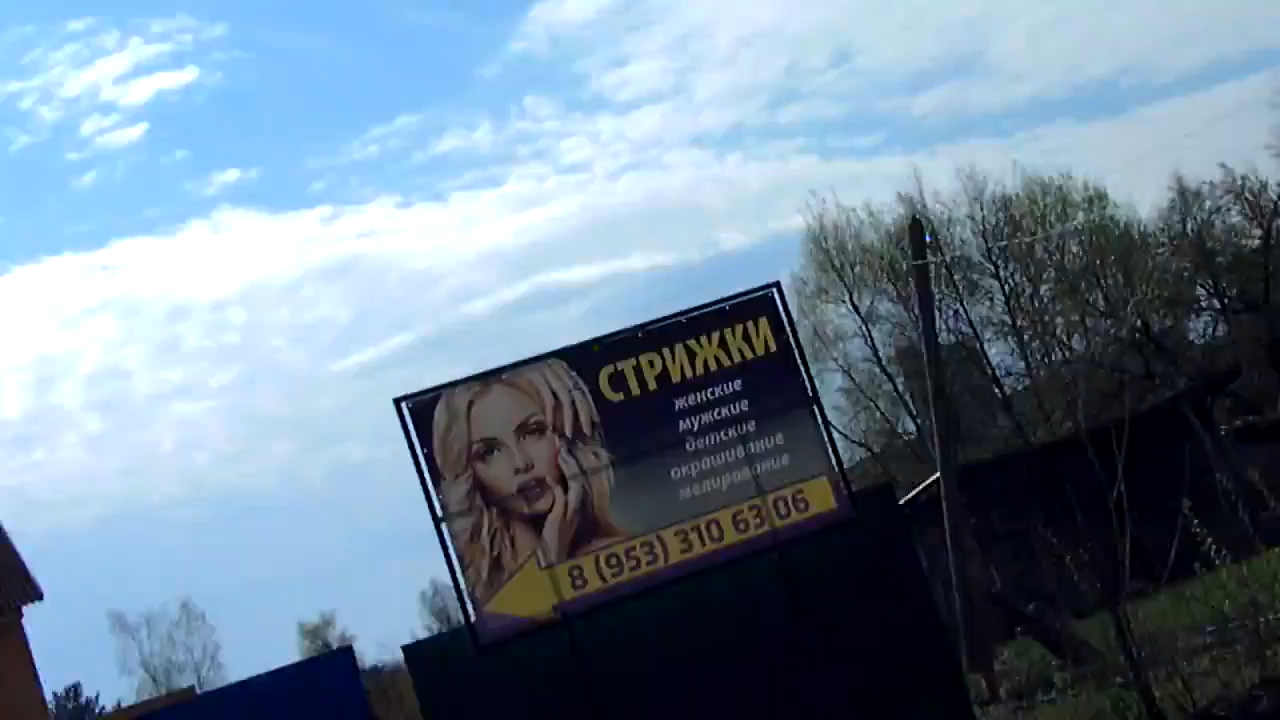 СТРИЖКИ
женские
мужские
детские
окрашивание
мелирование
8 (953) 310 63 06